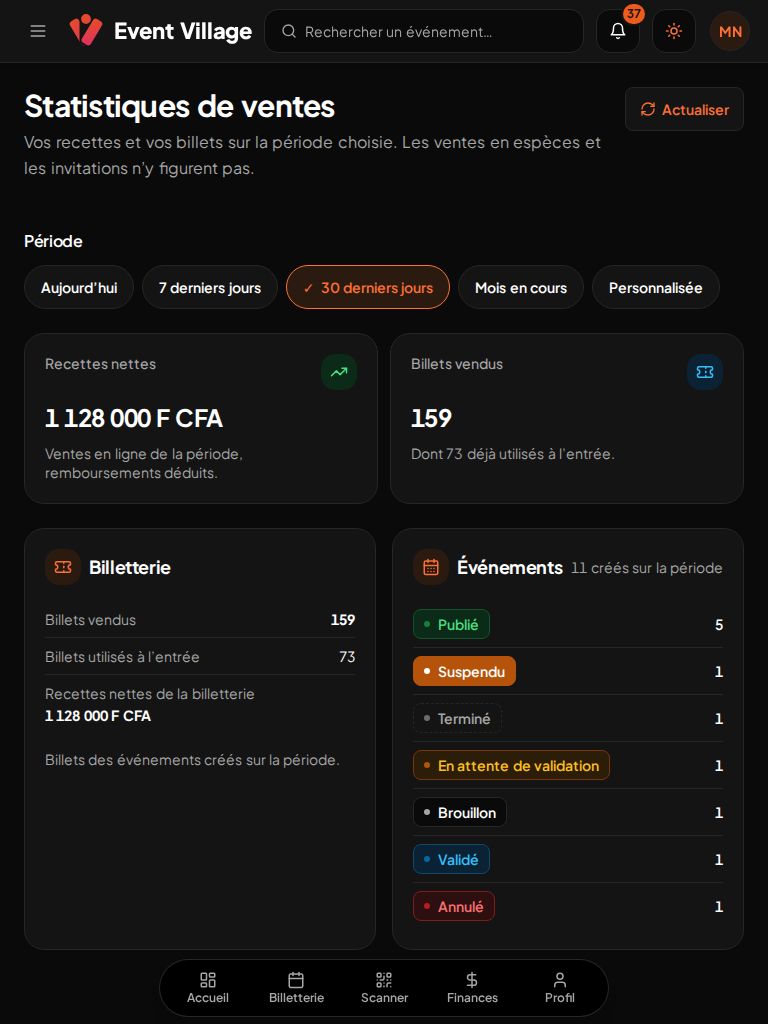 Event Village
Rechercher un événement...
37
MN
Statistiques de ventes
Actualiser
Vos recettes et vos billets sur la période choisie. Les ventes en espèces et
les invitations n'y figurent pas.
Période
Aujourd'hui
7 derniers jours
✓ 30 derniers jours
Mois en cours
Personnalisée
Recettes nettes
1 128 000 F CFA
Ventes en ligne de la période,
remboursements déduits.
Billets vendus
159
Dont 73 déjà utilisés à l'entrée.
Billetterie
Billets vendus 159
Billets utilisés à l'entrée 73
Recettes nettes de la billetterie
1 128 000 F CFA
Billets des événements créés sur la période.
Événements 11 créés sur la période
Publié 5
Suspendu 1
Terminé 1
En attente de validation 1
Brouillon 1
Validé 1
Annulé 1
Accueil
Billetterie
Scanner
Finances
Profil